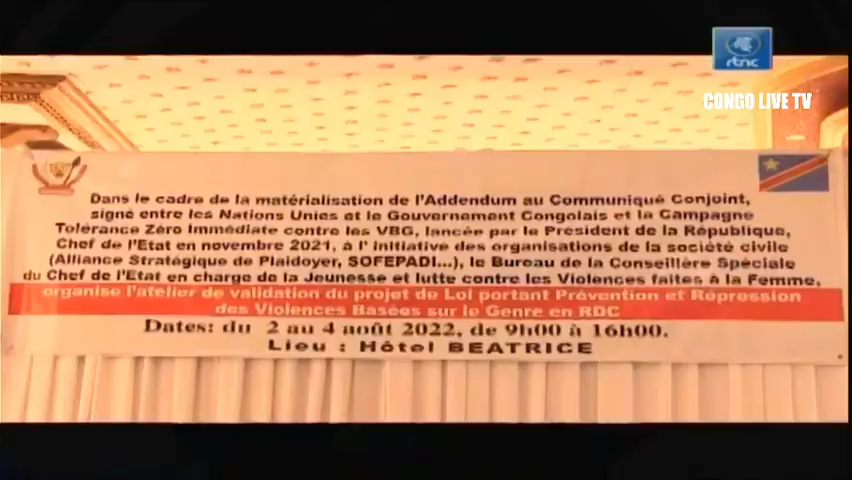 rtnc
CONGO LIVE TV
Dans le cadre de la matérialisation de l'Addendum au Communiqué Conjoint,
signé entre les Nations Unies et le Gouvernement Congolais et la Campagne
Tolérance Zéro Immédiate contre les VBG, lancée par le Président de la République,
Chef de l'Etat en novembre 2021, à l' initiative des organisations de la société civile
(Alliance Stratégique de Plaidoyer, SOFEPADI...), le Bureau de la Conseillère Spéciale
du Chef de l'Etat en charge de la Jeunesse et lutte contre les Violences faites à la Femme,
organise l'atelier de validation du projet de Loi portant Prévention et Répression
des Violences Basées sur le Genre en RDC
Dates: du 2 au 4 août 2022, de 9h00 à 16h00.
Lieu : Hôtel BEATRICE